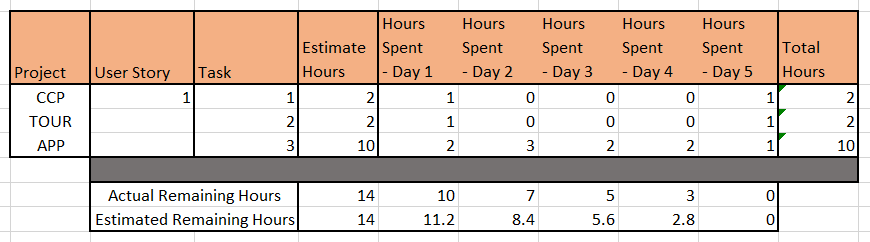 Project User Story Task Estimate Hours Hours Spent - Day 1 Hours Spent - Day 2 Hours Spent - Day 3 Hours Spent - Day 4 Hours Spent - Day 5 Total Hours
CCP 1 1 2 1 0 0 0 1 2
TOUR 2 2 1 0 0 0 1 2
APP 3 10 2 3 2 2 1 10
Actual Remaining Hours 14 10 7 5 3 0
Estimated Remaining Hours 14 11.2 8.4 5.6 2.8 0